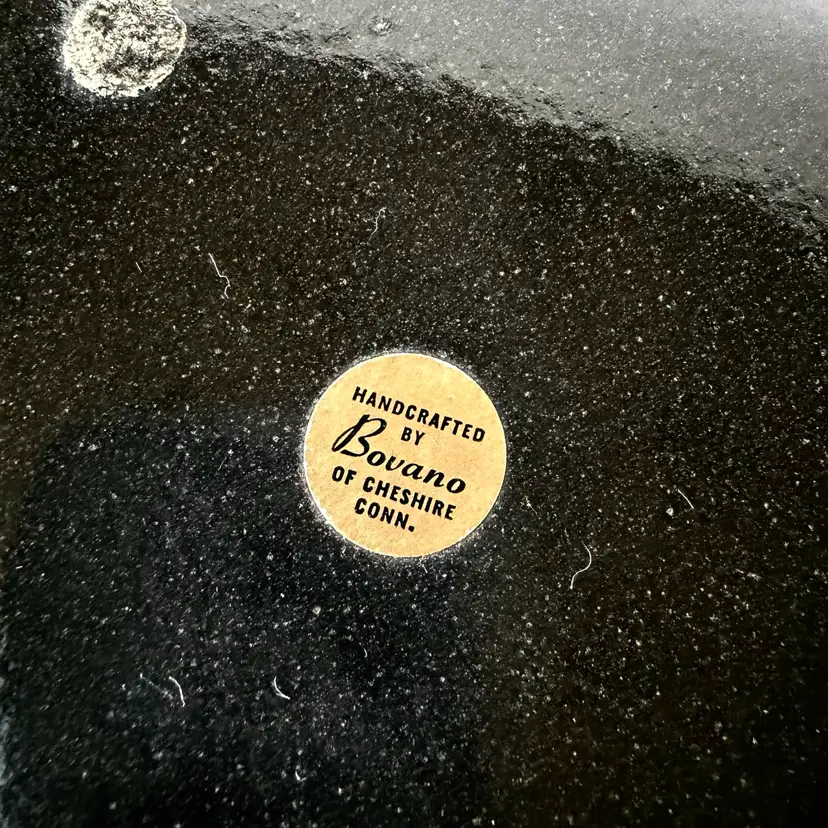 HANDCRAFTED
BY
Bovano
OF CHESHIRE
CONN.